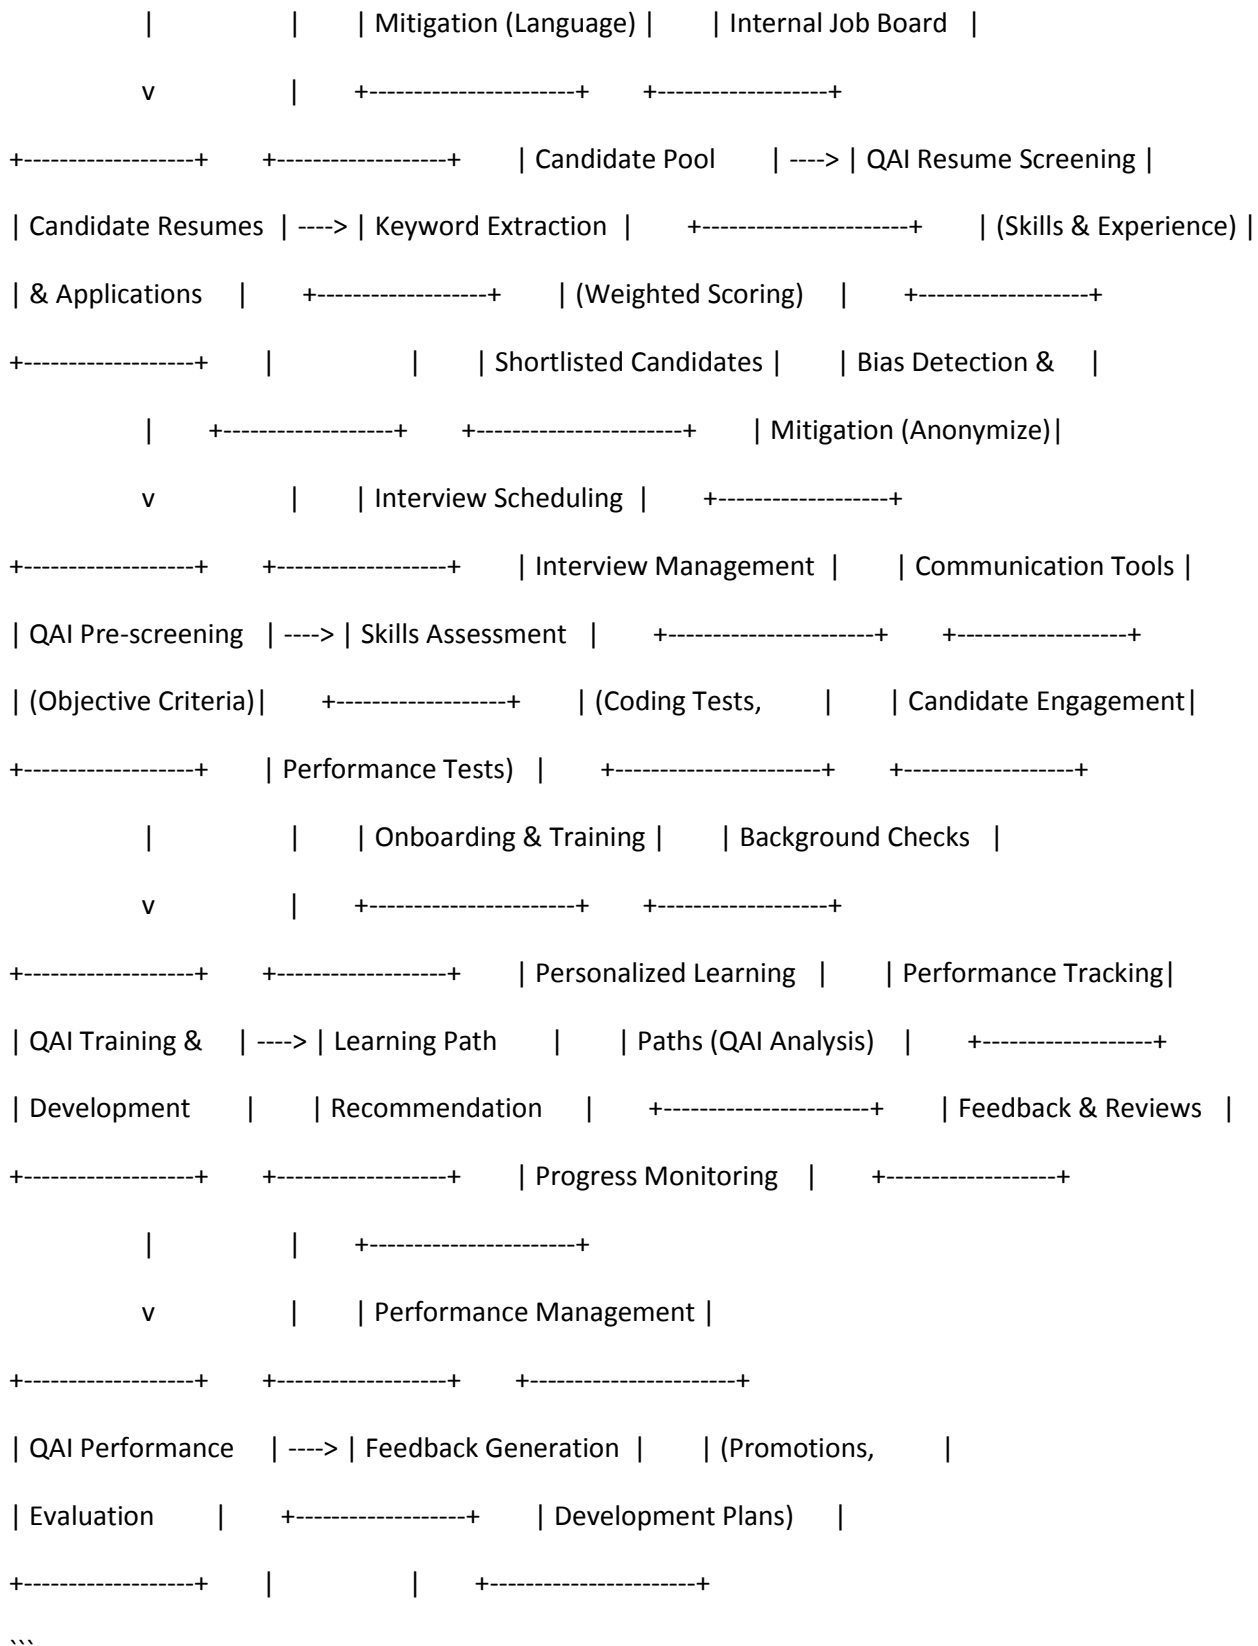 | | | Mitigation (Language) | | Internal Job Board |
v | +-----------------------+ +-------------------+
+-------------------+ +-------------------+ | Candidate Pool | ----> | QAI Resume Screening |
| Candidate Resumes | ----> | Keyword Extraction | +-----------------------+ | (Skills & Experience) |
| & Applications | +-------------------+ | (Weighted Scoring) | +-------------------+
+-------------------+ | | | Shortlisted Candidates | | Bias Detection & |
| +-------------------+ +-----------------------+ | Mitigation (Anonymize)|
v | | Interview Scheduling | +-------------------+
+-------------------+ +-------------------+ | Interview Management | | Communication Tools |
| QAI Pre-screening | ----> | Skills Assessment | +-----------------------+ +-------------------+
| (Objective Criteria)| +-------------------+ | (Coding Tests, | | Candidate Engagement|
+-------------------+ | Performance Tests) | +-----------------------+ +-------------------+
| | | Onboarding & Training | | Background Checks |
v | +-----------------------+ +-------------------+
+-------------------+ +-------------------+ | Personalized Learning | | Performance Tracking|
| QAI Training & | ----> | Learning Path | | Paths (QAI Analysis) | +-------------------+
| Development | | Recommendation | +-----------------------+ | Feedback & Reviews |
+-------------------+ +-------------------+ | Progress Monitoring | +-------------------+
| | +-----------------------+
v | | Performance Management |
+-------------------+ +-------------------+ +-----------------------+
| QAI Performance | ----> | Feedback Generation | | (Promotions, |
| Evaluation | +-------------------+ | Development Plans) |
+-------------------+ | | +-----------------------+
```